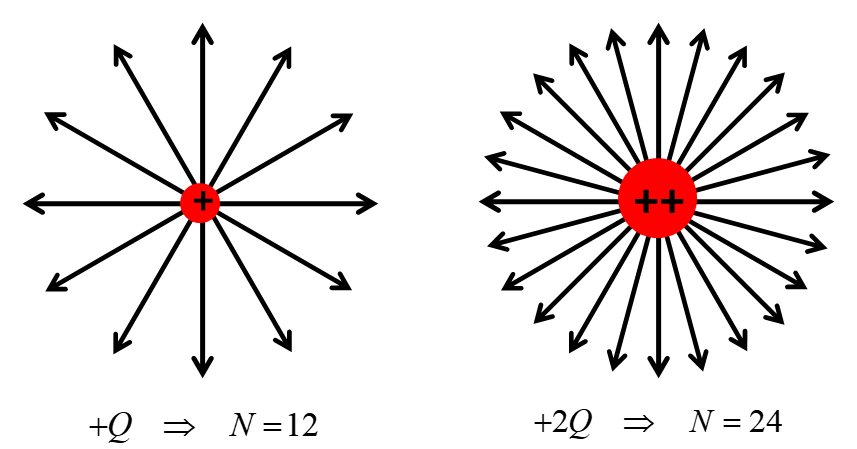 +
++
+Q ⇒ N = 12
+2Q ⇒ N = 24